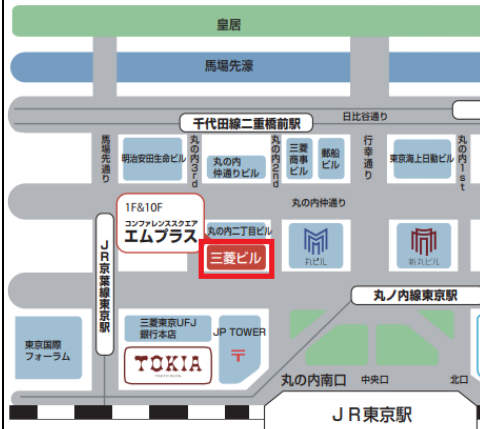 皇居
馬場先濠
千代田線二重橋前駅
日比谷通り
馬場先通り
明治安田生命ビル
丸の内3rd
丸の内
仲通りビル
丸の内2nd
三菱
商事
ビル
郵船
ビル
行幸通り
東京海上日動ビル
丸の内1st
丸の内仲通り
1F&10F
コンファレンススクエア
エムプラス
丸の内二丁目ビル
三菱ビル
丸ビル
新丸ビル
JR京葉線東京駅
丸ノ内線東京駅
東京国際
フォーラム
三菱東京UFJ
銀行本店
TOKIA
JP TOWER
〒
丸の内南口
中央口
北口
JR東京駅